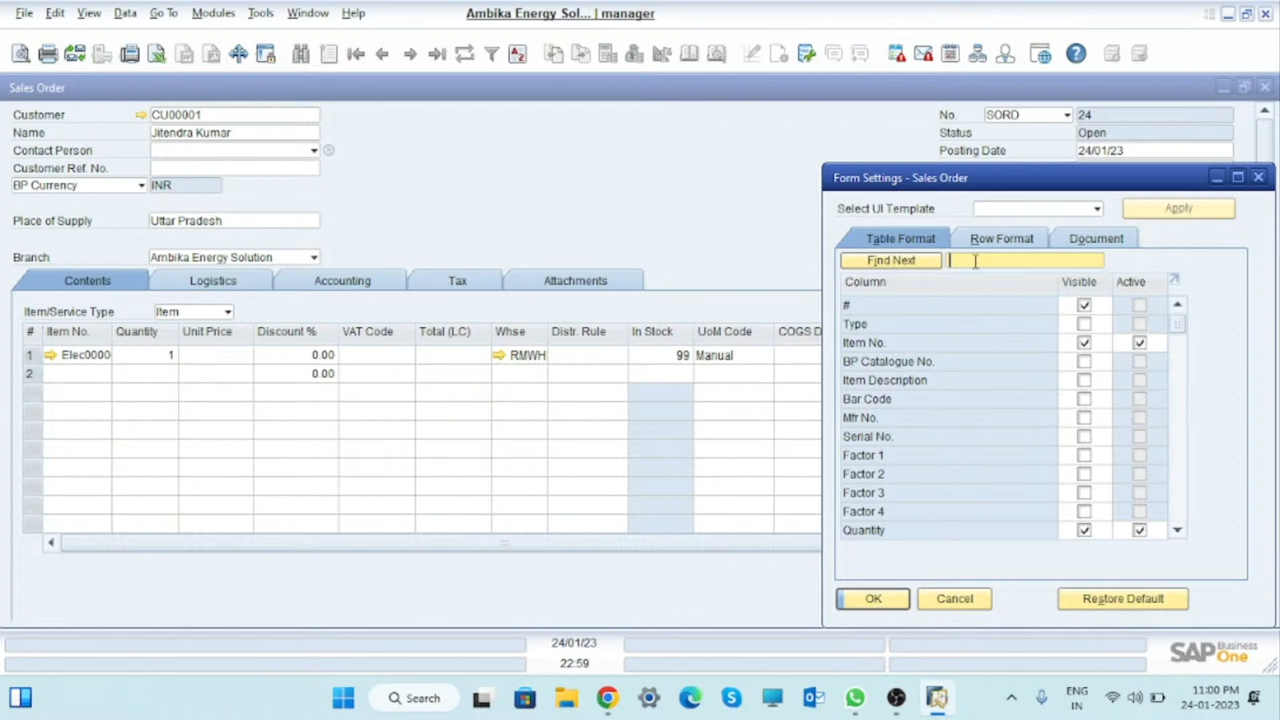 File Edit View Data Go To Modules Tools Window Help
Ambika Energy Sol... | manager
Sales Order
Customer CU00001
Name Jitendra Kumar
Contact Person
Customer Ref. No.
BP Currency INR
Place of Supply Uttar Pradesh
Branch Ambika Energy Solution
No. SORD 24
Status Open
Posting Date 24/01/23
Contents Logistics Accounting Tax Attachments
Item/Service Type Item
# Item No. Quantity Unit Price Discount % VAT Code Total (LC) Whse Distr. Rule In Stock UoM Code COGS D
1 Elec0000 1 0.00 RMWH 99 Manual
2 0.00
Form Settings - Sales Order
Select UI Template Apply
Table Format Row Format Document
Find Next
Column Visible Active
#
Type
Item No.
BP Catalogue No.
Item Description
Bar Code
Mfr No.
Serial No.
Factor 1
Factor 2
Factor 3
Factor 4
Quantity
OK Cancel Restore Default
24/01/23
22:59
SAP Business One
Search
ENG
IN
11:00 PM
24-01-2023